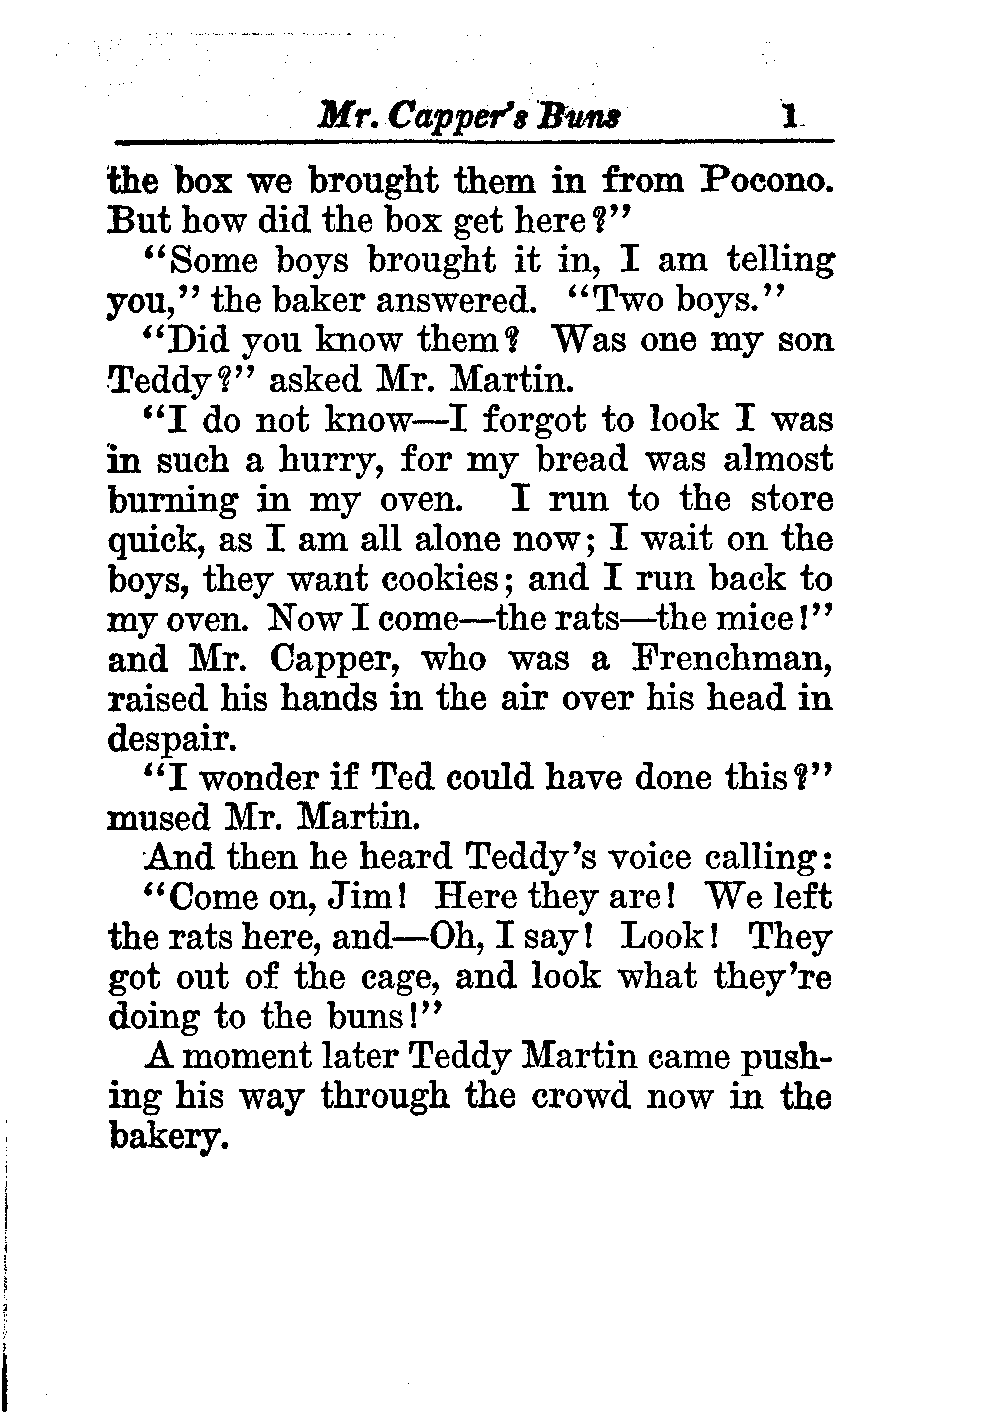 Mr. Capper's Buns 1
the box we brought them in from Pocono.
But how did the box get here?"
"Some boys brought it in, I am telling
you," the baker answered. "Two boys."
"Did you know them? Was one my son
Teddy?" asked Mr. Martin.
"I do not know—I forgot to look I was
in such a hurry, for my bread was almost
burning in my oven. I run to the store
quick, as I am all alone now; I wait on the
boys, they want cookies; and I run back to
my oven. Now I come—the rats—the mice!"
and Mr. Capper, who was a Frenchman,
raised his hands in the air over his head in
despair.
"I wonder if Ted could have done this?"
mused Mr. Martin.
And then he heard Teddy's voice calling:
"Come on, Jim! Here they are! We left
the rats here, and—Oh, I say! Look! They
got out of the cage, and look what they're
doing to the buns!"
A moment later Teddy Martin came push-
ing his way through the crowd now in the
bakery.